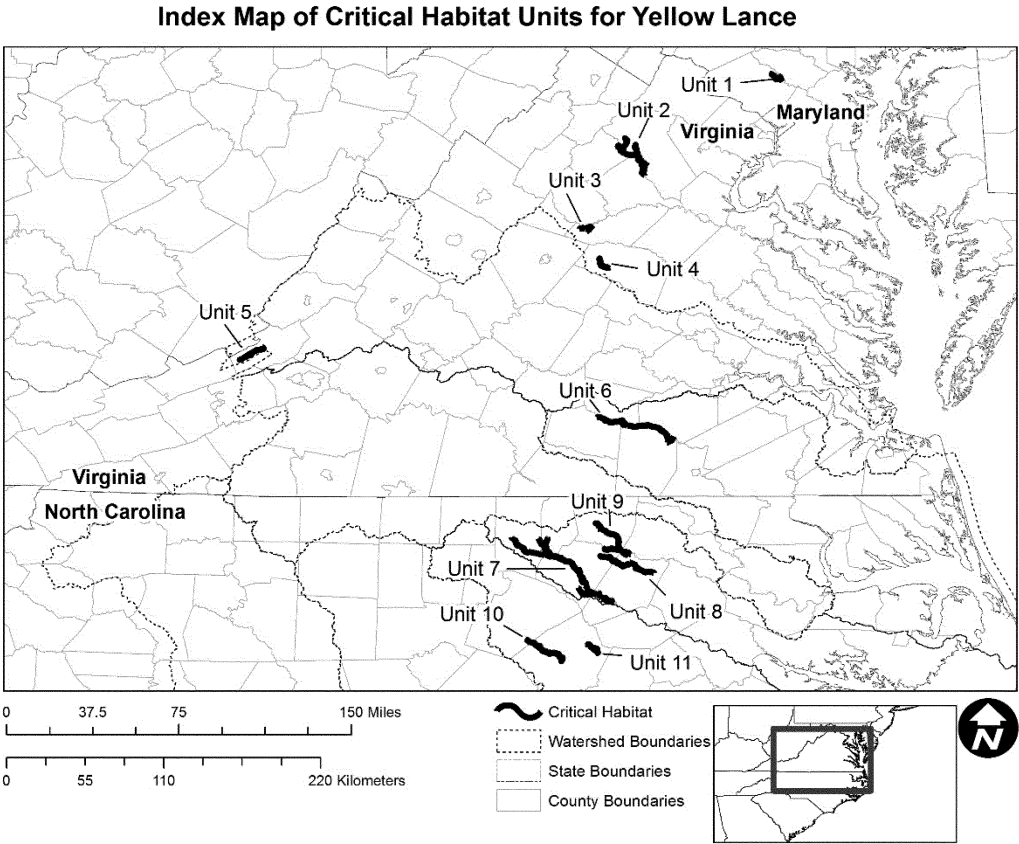 Index Map of Critical Habitat Units for Yellow Lance
Unit 1
Maryland
Unit 2
Virginia
Unit 3
Unit 4
Unit 5
Unit 6
Virginia
North Carolina
Unit 9
Unit 7
Unit 8
Unit 10
Unit 11
0 37.5 75 150 Miles
0 55 110 220 Kilometers
Critical Habitat
Watershed Boundaries
State Boundaries
County Boundaries
N